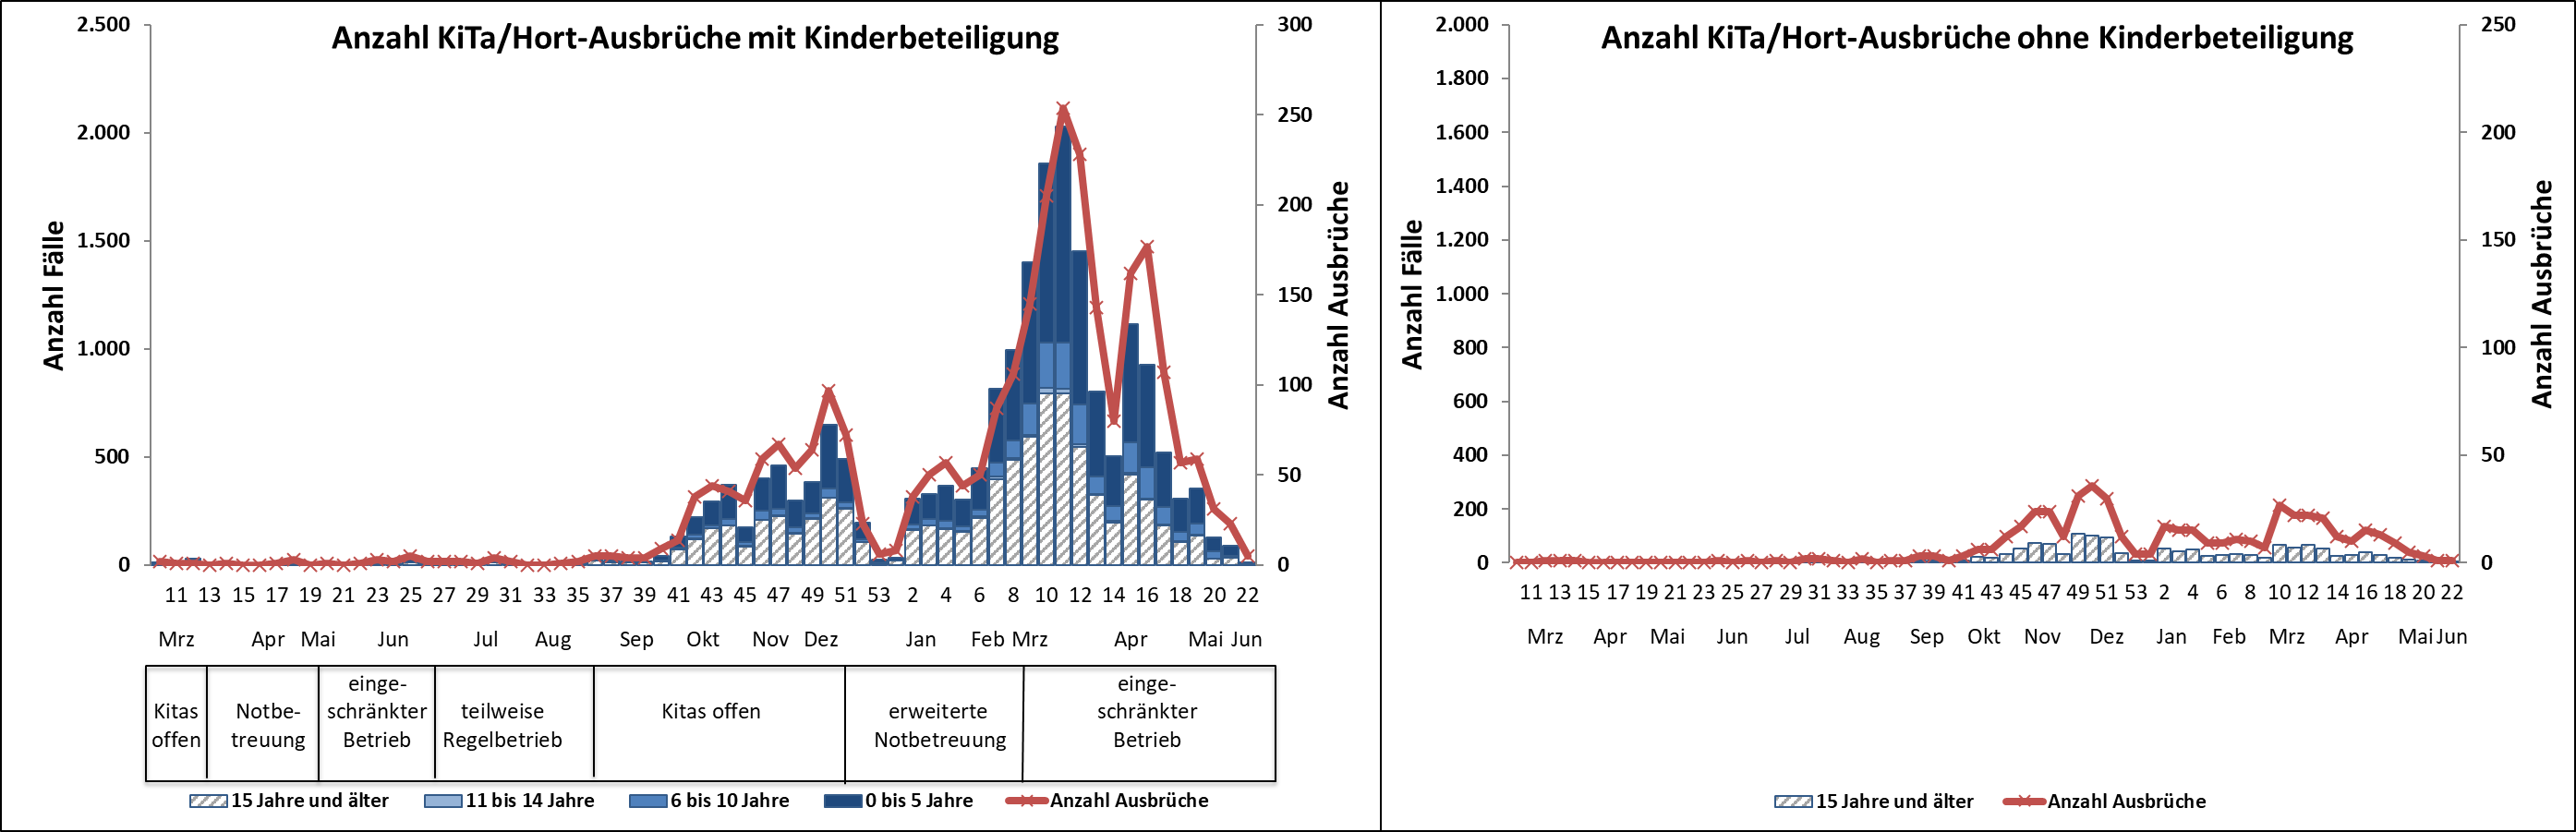 Anzahl KiTa/Hort-Ausbrüche mit Kinderbeteiligung
Anzahl Fälle
2.500
2.000
1.500
1.000
500
0
300
250
200
150
100
50
0
Anzahl Ausbrüche
11 13 15 17 19 21 23 25 27 29 31 33 35 37 39 41 43 45 47 49 51 53 2 4 6 8 10 12 14 16 18 20 22
Mrz Apr Mai Jun Jul Aug Sep Okt Nov Dez Jan Feb Mrz Apr Mai Jun
Kitas
offen
Notbe-
treuung
einge-
schränkter
Betrieb
teilweise
Regelbetrieb
Kitas offen
erweiterte
Notbetreuung
einge-
schränkter
Betrieb
15 Jahre und älter 11 bis 14 Jahre 6 bis 10 Jahre 0 bis 5 Jahre Anzahl Ausbrüche
Anzahl KiTa/Hort-Ausbrüche ohne Kinderbeteiligung
Anzahl Fälle
2.000
1.800
1.600
1.400
1.200
1.000
800
600
400
200
0
250
200
150
100
50
0
Anzahl Ausbrüche
11 13 15 17 19 21 23 25 27 29 31 33 35 37 39 41 43 45 47 49 51 53 2 4 6 8 10 12 14 16 18 20 22
Mrz Apr Mai Jun Jul Aug Sep Okt Nov Dez Jan Feb Mrz Apr Mai Jun
15 Jahre und älter Anzahl Ausbrüche